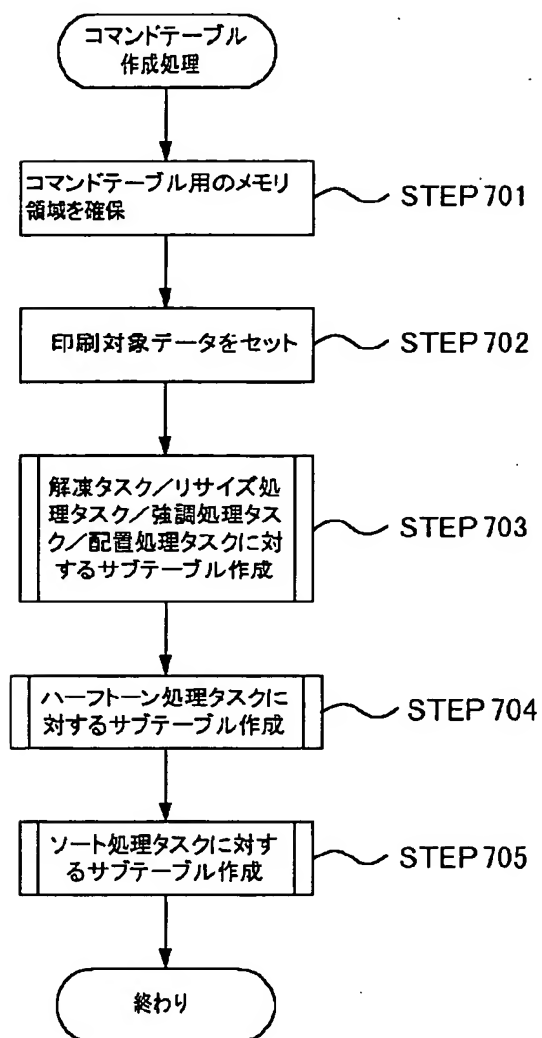 コマンドテーブル
作成処理
コマンドテーブル用のメモリ
領域を確保
STEP 701
印刷対象データをセット
STEP 702
解凍タスク／リサイズ処
理タスク／強調処理タス
ク／配置処理タスクに対
するサブテーブル作成
STEP 703
ハーフトーン処理タスクに
対するサブテーブル作成
STEP 704
ソート処理タスクに対す
るサブテーブル作成
STEP 705
終わり